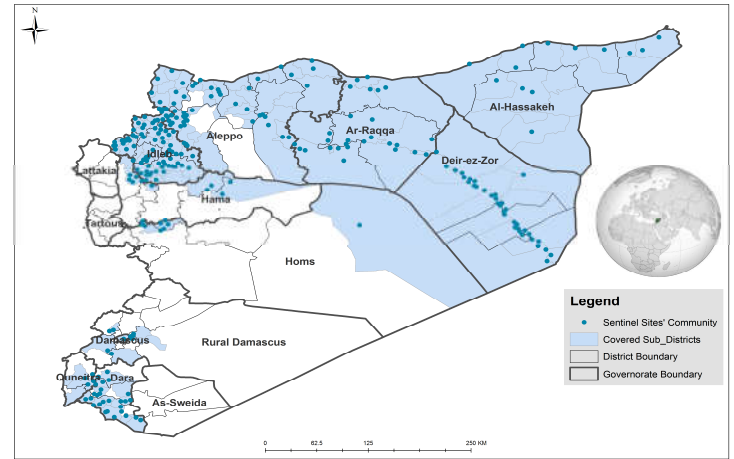 N
Al-Hassakeh
Aleppo
Ar-Raqqa
Idleb
Deir-ez-Zor
Lattakia
Hama
Tartous
Homs
Damascus
Rural Damascus
Quneitra
Dara
As-Sweida
Legend
Sentinel Sites' Community
Covered Sub_Districts
District Boundary
Governorate Boundary
0 62.5 125 250 KM